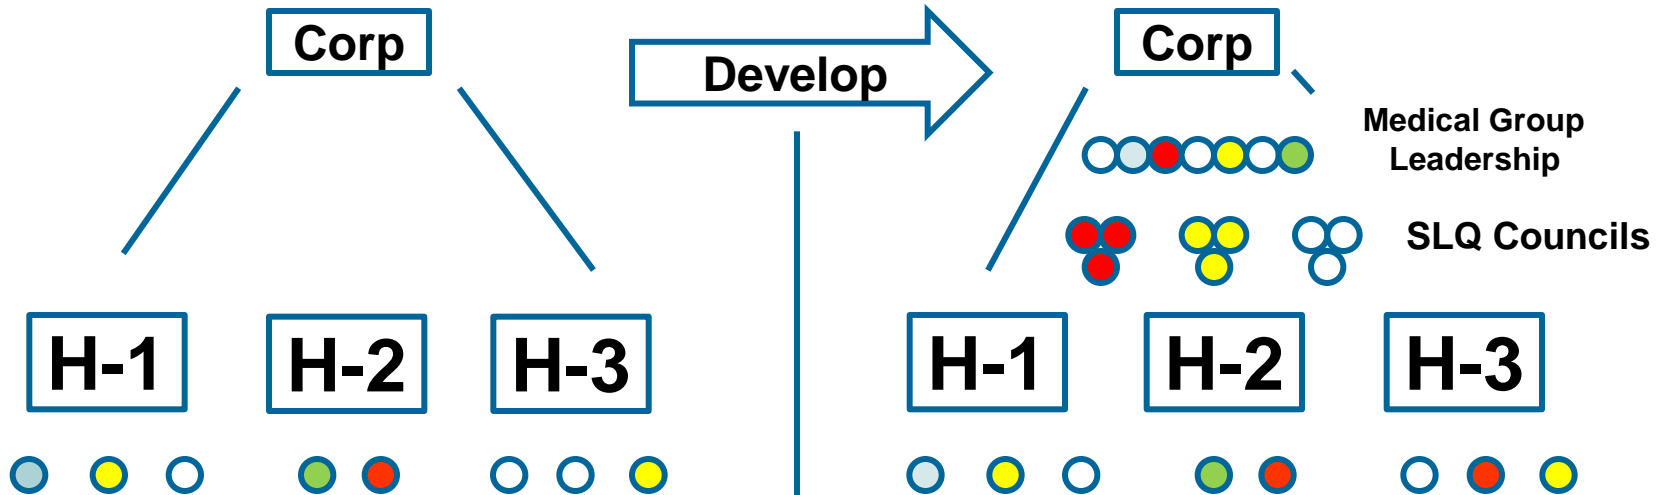 Corp
Develop
Corp
Medical Group
Leadership
SLQ Councils
H-1
H-2
H-3
H-1
H-2
H-3